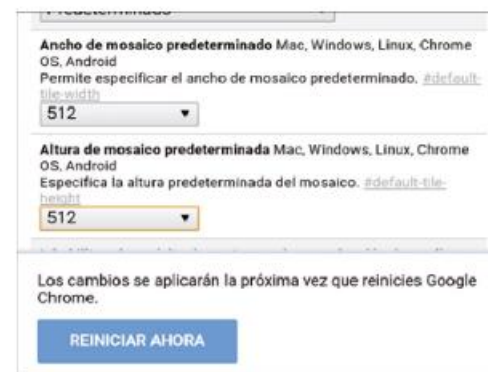 Predeterminado
Ancho de mosaico predeterminado Mac, Windows, Linux, Chrome
OS, Android
Permite especificar el ancho de mosaico predeterminado. #default-
tile-width
512
Altura de mosaico predeterminada Mac, Windows, Linux, Chrome
OS, Android
Especifica la altura predeterminada del mosaico. #default-tile-
height
512
Los cambios se aplicarán la próxima vez que reinicies Google
Chrome.
REINICIAR AHORA